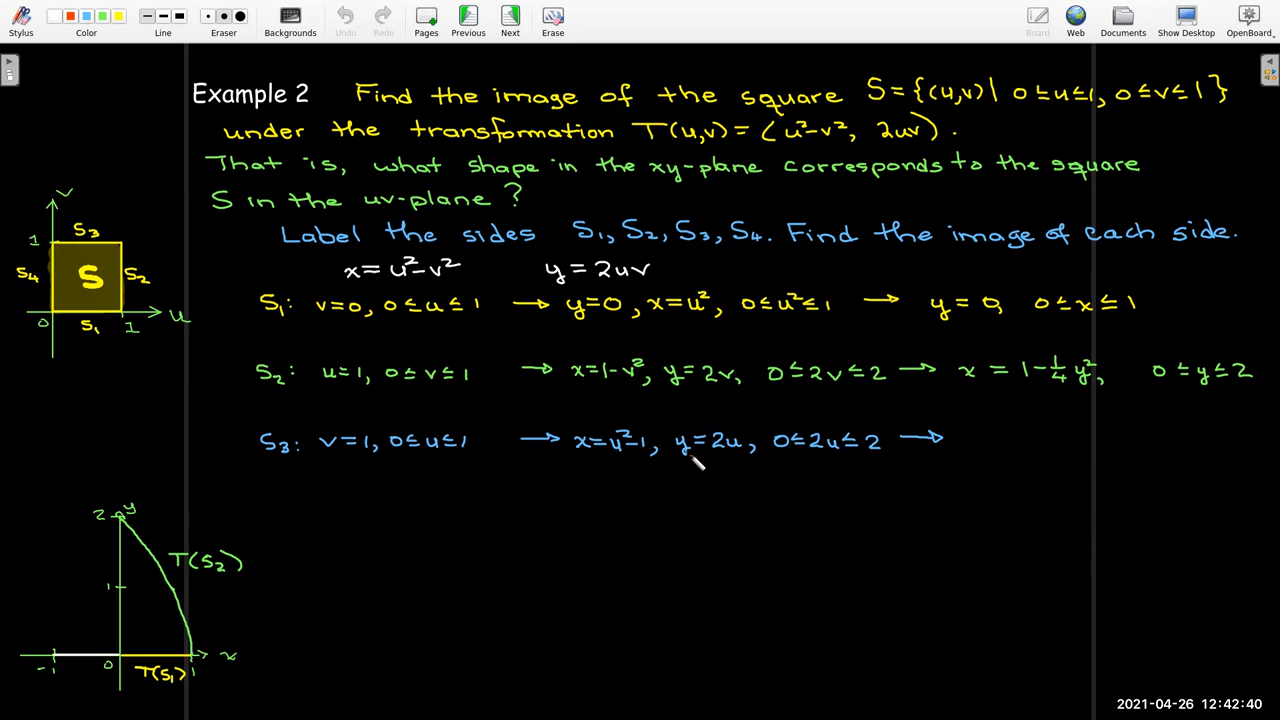 Stylus
Color
Line
Eraser
Backgrounds
Undo
Redo
Pages
Previous
Next
Erase
Board
Web
Documents
Show Desktop
OpenBoard
Example 2 Find the image of the square S={(u,v)| 0≤u≤1, 0≤v≤1}
under the transformation T(u,v)=(u²-v², 2uv).
That is, what shape in the xy-plane corresponds to the square
S in the uv-plane?
Label the sides S₁, S₂, S₃, S₄. Find the image of each side.
x=u²-v² y=2uv
S₁: v=0, 0≤u≤1 → y=0, x=u², 0≤u²≤1 → y=0, 0≤x≤1
S₂: u=1, 0≤v≤1 → x=1-v², y=2v, 0≤2v≤2 → x=1-¼y², 0≤y≤2
S₃: v=1, 0≤u≤1 → x=u²-1, y=2u, 0≤2u≤2 →
v
S₃
1
S₄ S S₂
0 S₁ 1 u
2 y
T(S₂)
1
-1 0 T(S₁) 1 x
2021-04-26 12:42:40